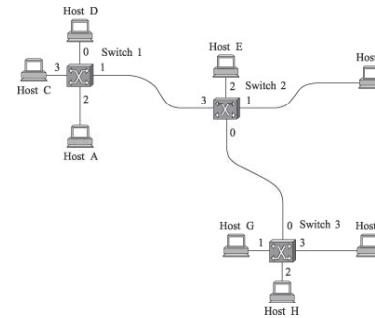 Host D
0 Switch 1
3 1
Host C
2
Host A
Host E
2 Switch 2
3 1
0
Host
0 Switch 3
Host G
1 3
Host
2
Host H